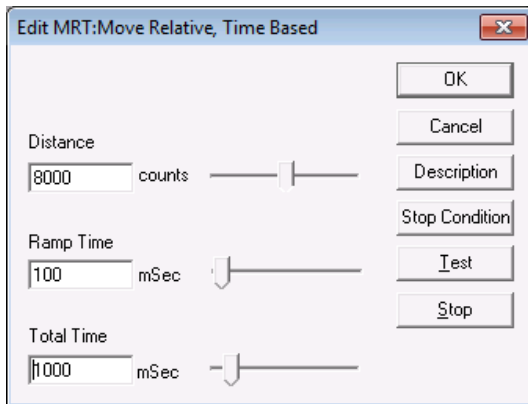 Edit MRT:Move Relative, Time Based
OK
Cancel
Distance
8000 counts
Description
Stop Condition
Ramp Time
100 mSec
Test
Stop
Total Time
1000 mSec